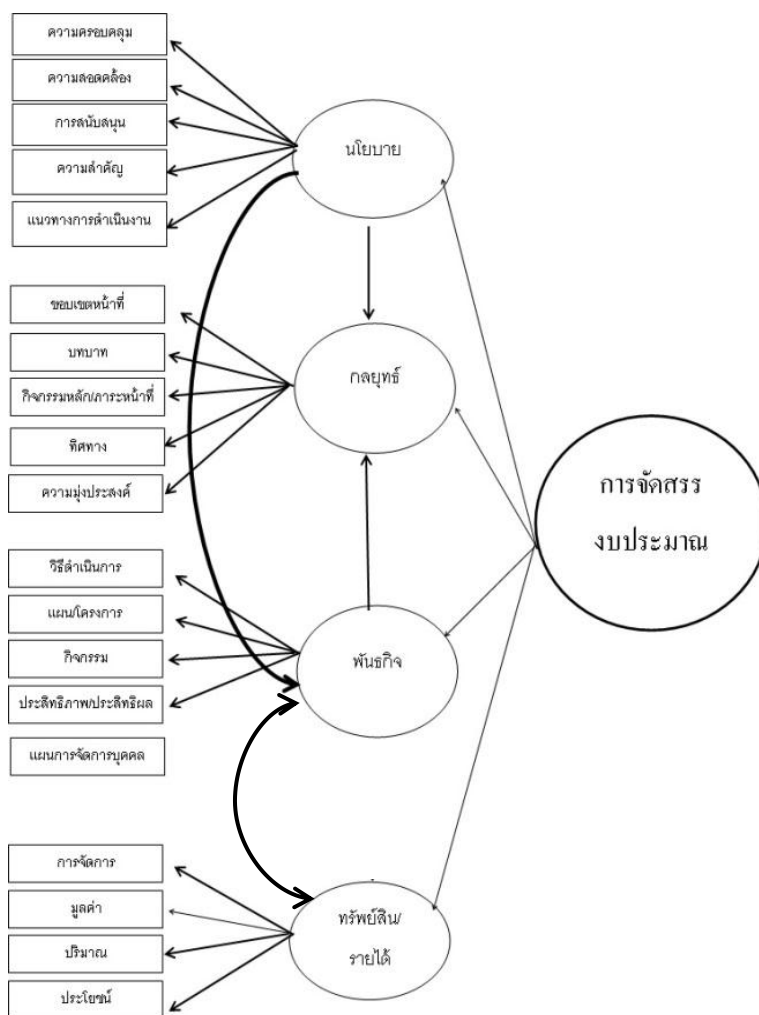 ความครอบคลุม
ความสอดคล้อง
การสนับสนุน
ความสำคัญ
แนวทางการดำเนินงาน
นโยบาย
ขอบเขตหน้าที่
บทบาท
กิจกรรมหลัก/ภาระหน้าที่
ทิศทาง
ความมุ่งประสงค์
กลยุทธ์
การจัดสรร
งบประมาณ
วิธีดำเนินการ
แผน/โครงการ
กิจกรรม
ประสิทธิภาพ/ประสิทธิผล
แผนการจัดการบุคคล
พันธกิจ
การจัดการ
มูลค่า
ปริมาณ
ประโยชน์
ทรัพย์สิน/
รายได้